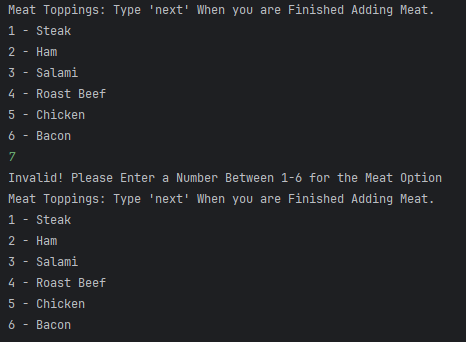 Meat Toppings: Type 'next' When you are Finished Adding Meat.
1 - Steak
2 - Ham
3 - Salami
4 - Roast Beef
5 - Chicken
6 - Bacon
7
Invalid! Please Enter a Number Between 1-6 for the Meat Option
Meat Toppings: Type 'next' When you are Finished Adding Meat.
1 - Steak
2 - Ham
3 - Salami
4 - Roast Beef
5 - Chicken
6 - Bacon